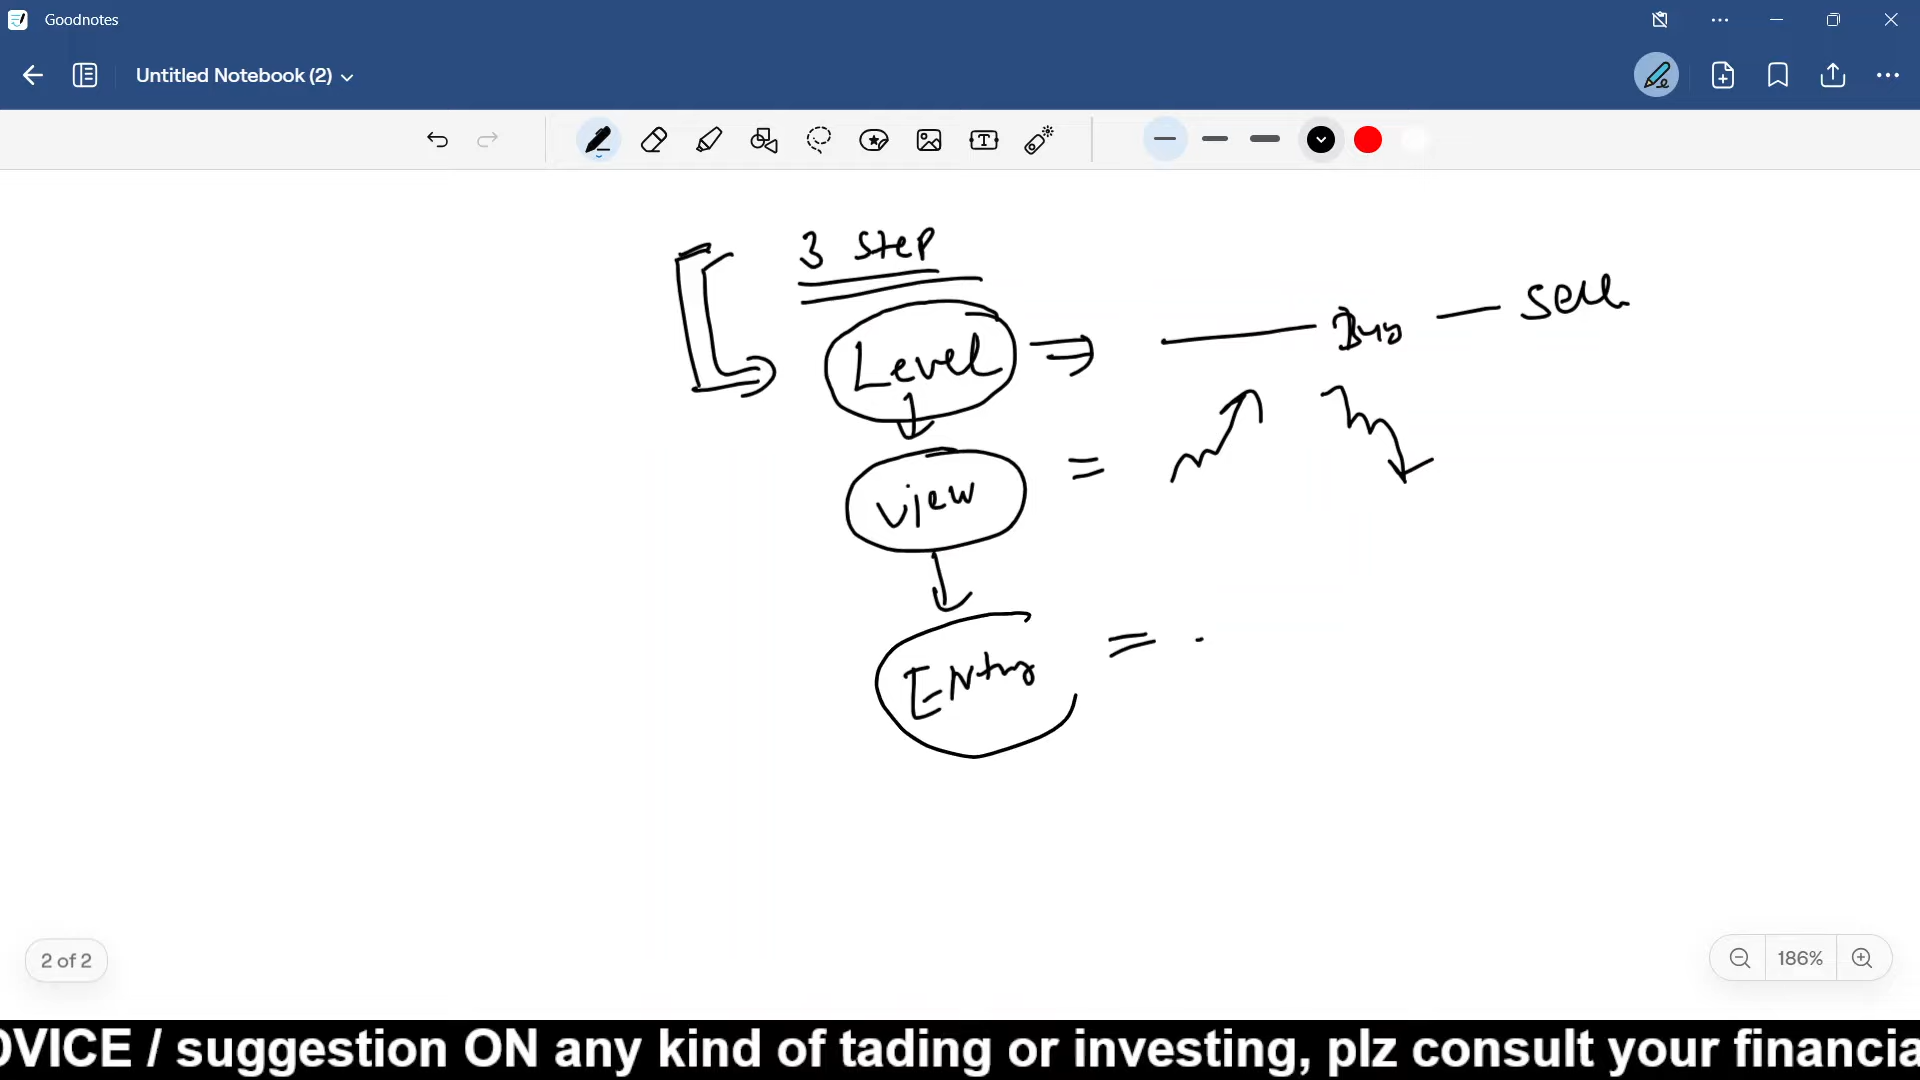 Goodnotes
Untitled Notebook (2)
3 Step
Level ⇒ Buy — Sell
View =
Entry =
2 of 2
186%
DVICE / suggestion ON any kind of tading or investing, plz consult your financia